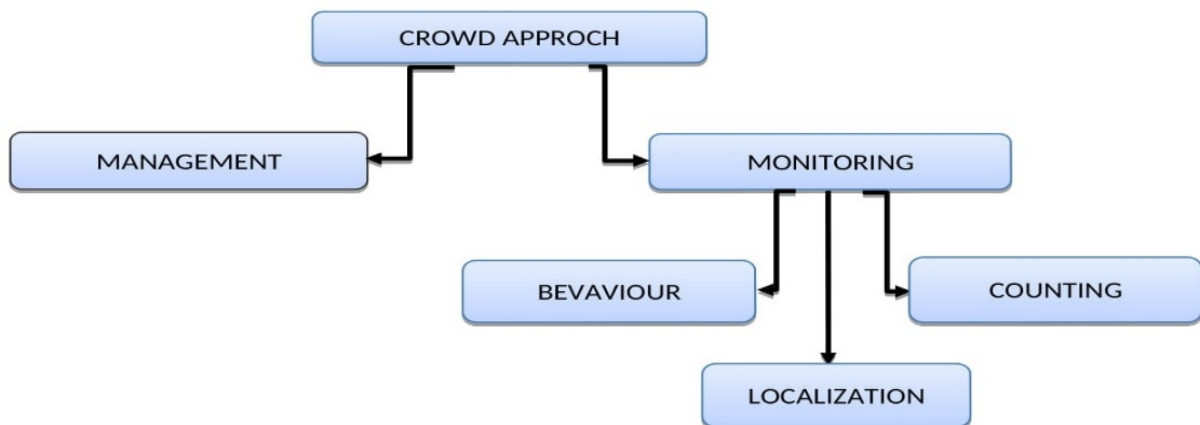 CROWD APPROCH
MANAGEMENT
MONITORING
BEVAVIOUR
COUNTING
LOCALIZATION